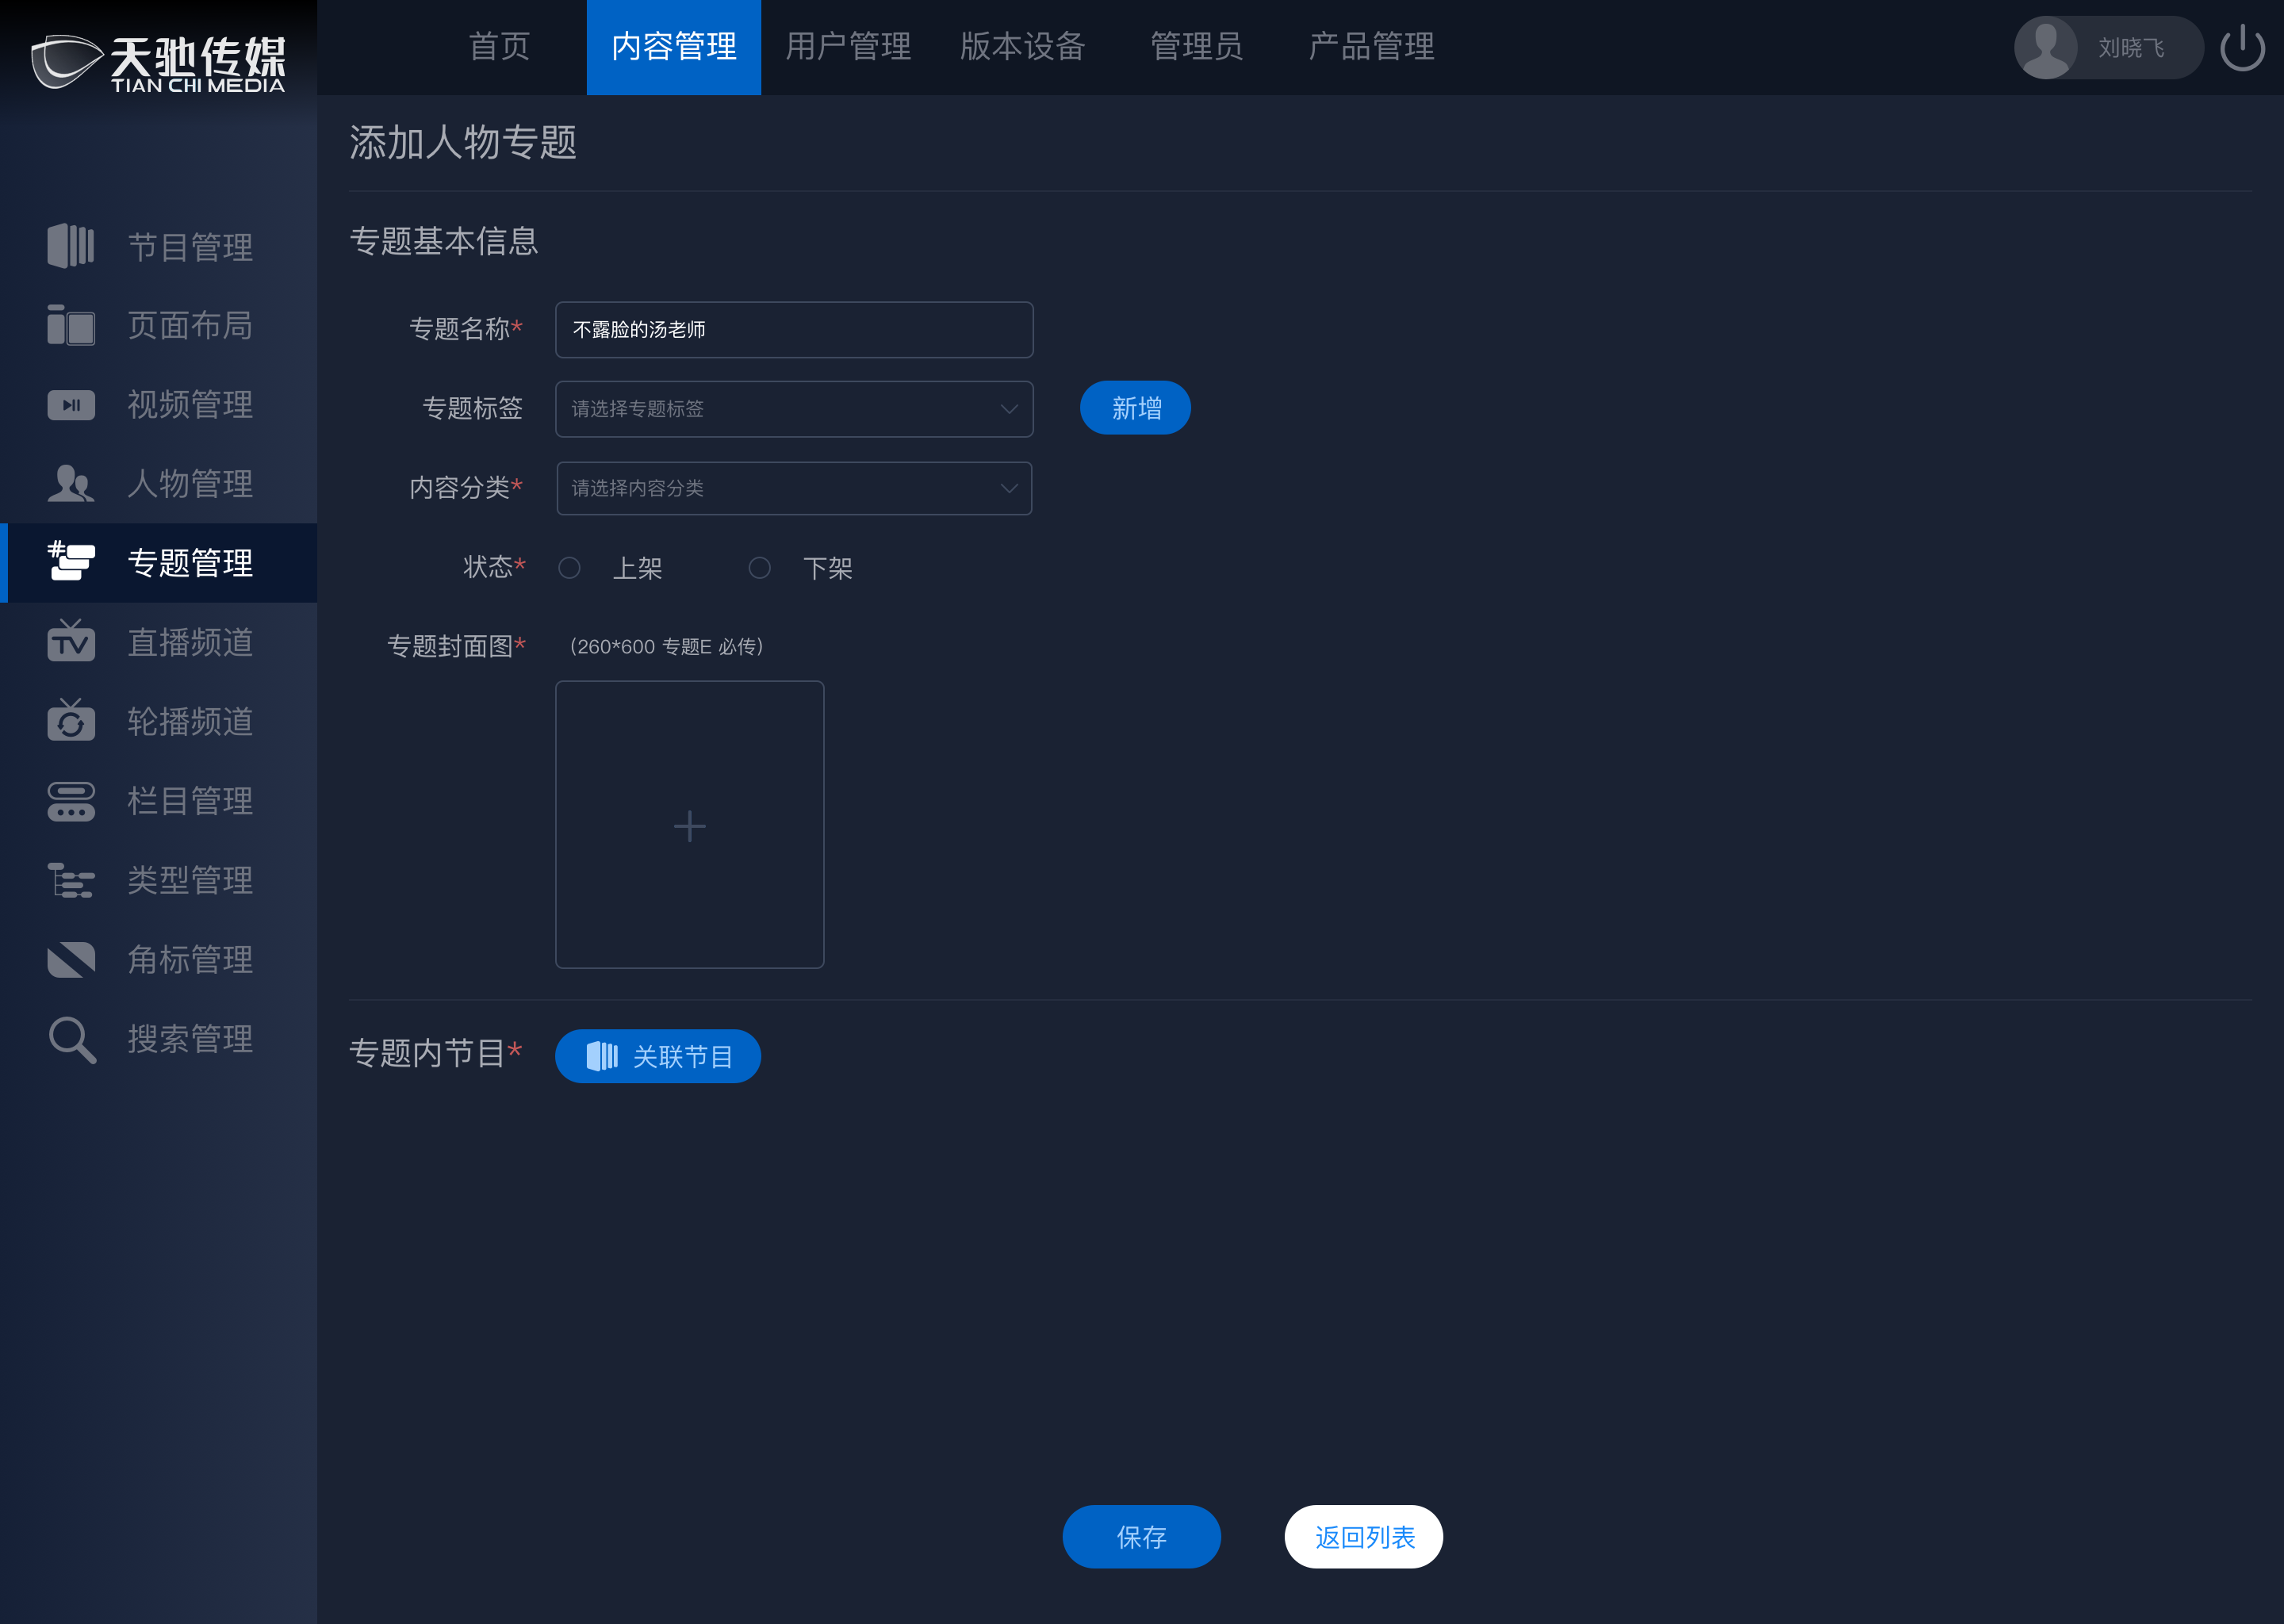 天驰传媒
TIAN CHI MEDIA
首页 内容管理 用户管理 版本设备 管理员 产品管理
刘晓飞
节目管理
页面布局
视频管理
人物管理
# 专题管理
TV 直播频道
轮播频道
栏目管理
类型管理
角标管理
搜索管理
添加人物专题
专题基本信息
专题名称* 不露脸的汤老师
专题标签 请选择专题标签 新增
内容分类* 请选择内容分类
状态* 上架 下架
专题封面图* (260*600 专题E 必传)
专题内节目* 关联节目
保存 返回列表